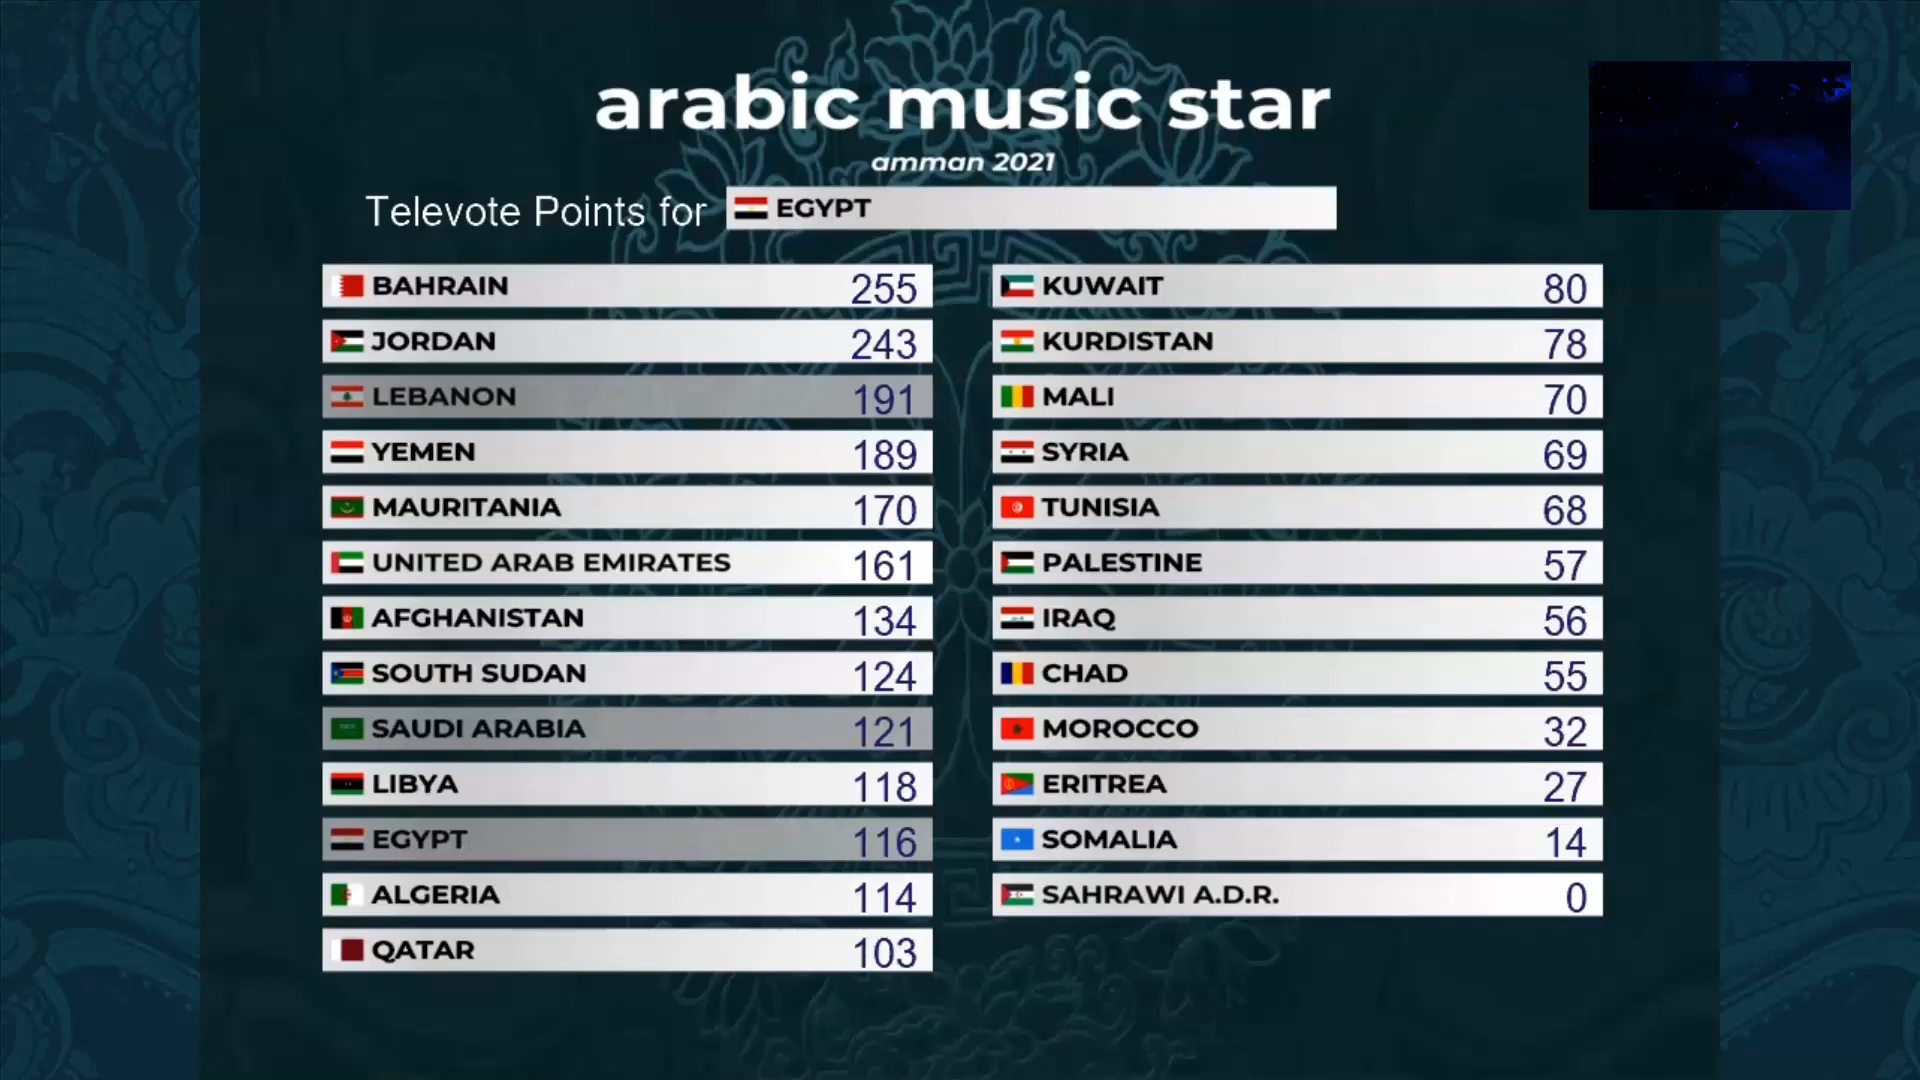 arabic music star
amman 2021
Televote Points for EGYPT
BAHRAIN 255
JORDAN 243
LEBANON 191
YEMEN 189
MAURITANIA 170
UNITED ARAB EMIRATES 161
AFGHANISTAN 134
SOUTH SUDAN 124
SAUDI ARABIA 121
LIBYA 118
EGYPT 116
ALGERIA 114
QATAR 103
KUWAIT 80
KURDISTAN 78
MALI 70
SYRIA 69
TUNISIA 68
PALESTINE 57
IRAQ 56
CHAD 55
MOROCCO 32
ERITREA 27
SOMALIA 14
SAHRAWI A.D.R. 0